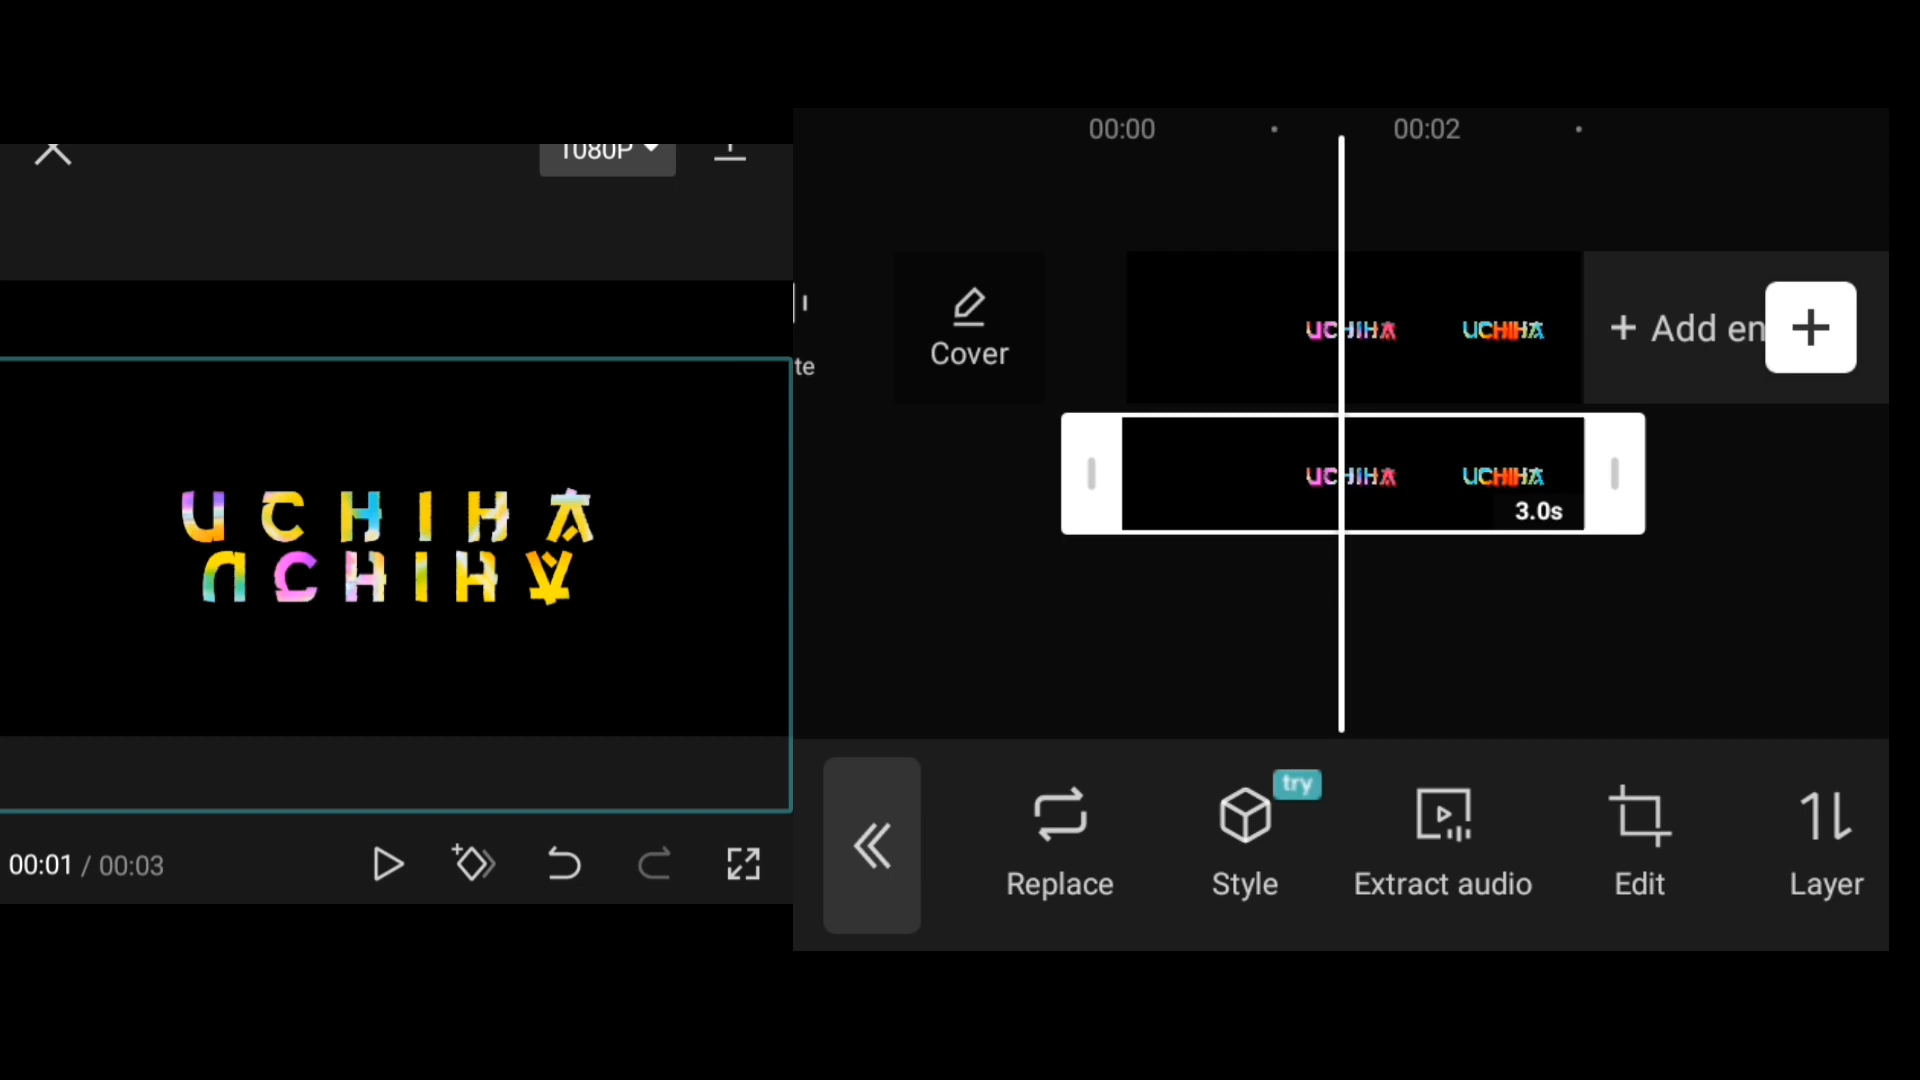 1080P
UCHIHA
UCHIHA
00:01 / 00:03
00:00
00:02
Cover
UCHIHA
UCHIHA
+ Add en
te
UCHIHA
UCHIHA
3.0s
try
Replace
Style
Extract audio
Edit
Layer